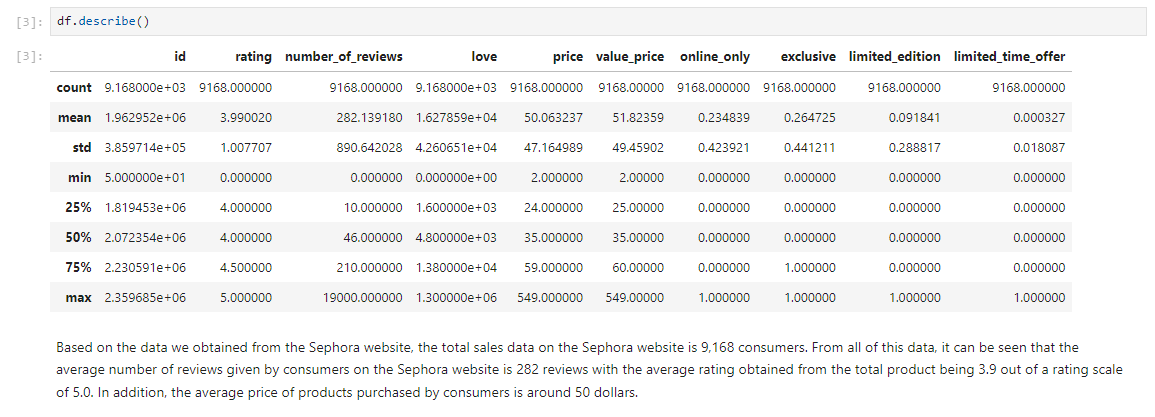 [3]: df.describe()
[3]: id rating number_of_reviews love price value_price online_only exclusive limited_edition limited_time_offer
count 9.168000e+03 9168.000000 9168.000000 9.168000e+03 9168.000000 9168.00000 9168.000000 9168.000000 9168.000000 9168.000000
mean 1.962952e+06 3.990020 282.139180 1.627859e+04 50.063237 51.82359 0.234839 0.264725 0.091841 0.000327
std 3.859714e+05 1.007707 890.642028 4.260651e+04 47.164989 49.45902 0.423921 0.441211 0.288817 0.018087
min 5.000000e+01 0.000000 0.000000 0.000000e+00 2.000000 2.00000 0.000000 0.000000 0.000000 0.000000
25% 1.819453e+06 4.000000 10.000000 1.600000e+03 24.000000 25.00000 0.000000 0.000000 0.000000 0.000000
50% 2.072354e+06 4.000000 46.000000 4.800000e+03 35.000000 35.00000 0.000000 0.000000 0.000000 0.000000
75% 2.230591e+06 4.500000 210.000000 1.380000e+04 59.000000 60.00000 0.000000 1.000000 0.000000 0.000000
max 2.359685e+06 5.000000 19000.000000 1.300000e+06 549.000000 549.00000 1.000000 1.000000 1.000000 1.000000
Based on the data we obtained from the Sephora website, the total sales data on the Sephora website is 9,168 consumers. From all of this data, it can be seen that the
average number of reviews given by consumers on the Sephora website is 282 reviews with the average rating obtained from the total product being 3.9 out of a rating scale
of 5.0. In addition, the average price of products purchased by consumers is around 50 dollars.